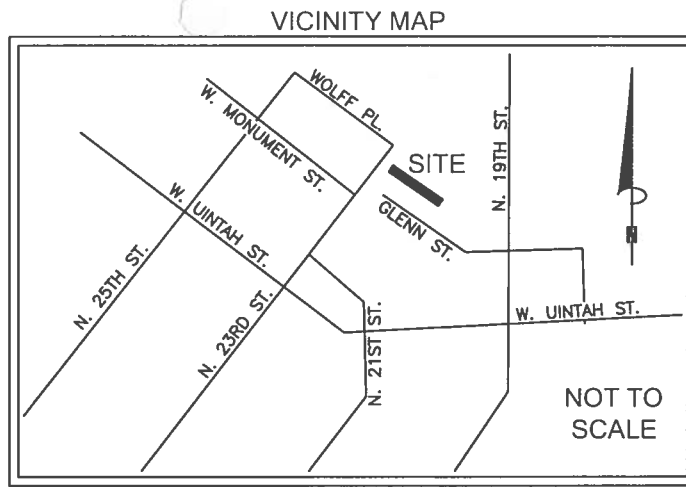 VICINITY MAP
WOLFF PL.
W. MONUMENT ST.
SITE
N. 19TH ST.
GLENN ST.
W. UINTAH ST.
N. 25TH ST.
N. 23RD ST.
N. 21ST ST.
W. UINTAH ST.
N
NOT TO
SCALE